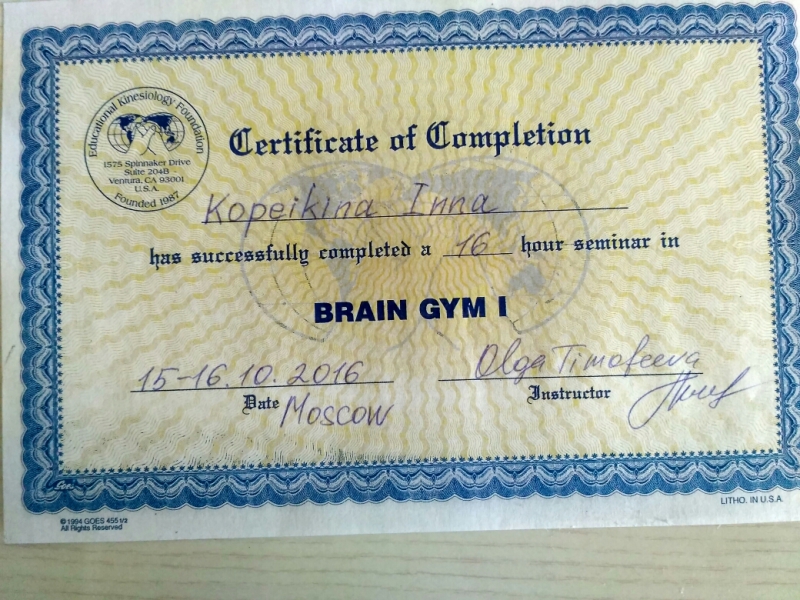 Educational Kinesiology Foundation
1575 Spinnaker Drive
Suite 204B
Ventura, CA 93001
U.S.A.
Founded 1987
Certificate of Completion
Kopeikina Inna
has successfully completed a 16 hour seminar in
BRAIN GYM I
15-16.10.2016 Olga Timofeeva
Date Moscow Instructor
LITHO. IN U.S.A.
© 1994 GOES 455 1/2
All Rights Reserved